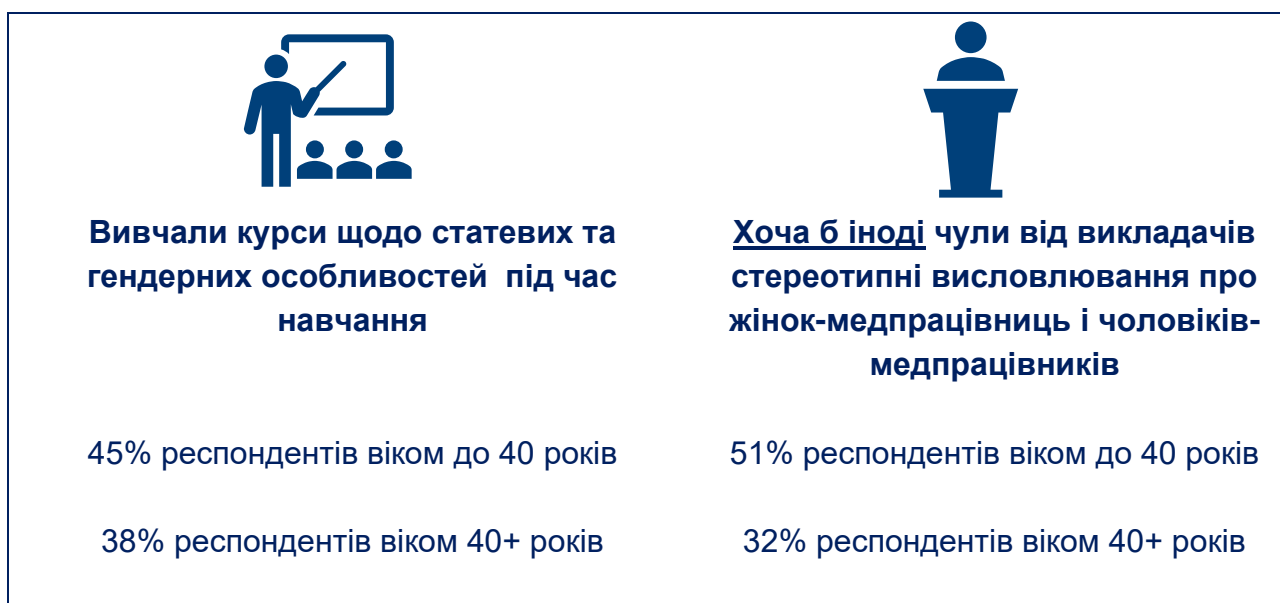 Вивчали курси щодо статевих та
гендерних особливостей під час
навчання
45% респондентів віком до 40 років
38% респондентів віком 40+ років
Хоча б іноді чули від викладачів
стереотипні висловлювання про
жінок-медпрацівниць і чоловіків-
медпрацівників
51% респондентів віком до 40 років
32% респондентів віком 40+ років